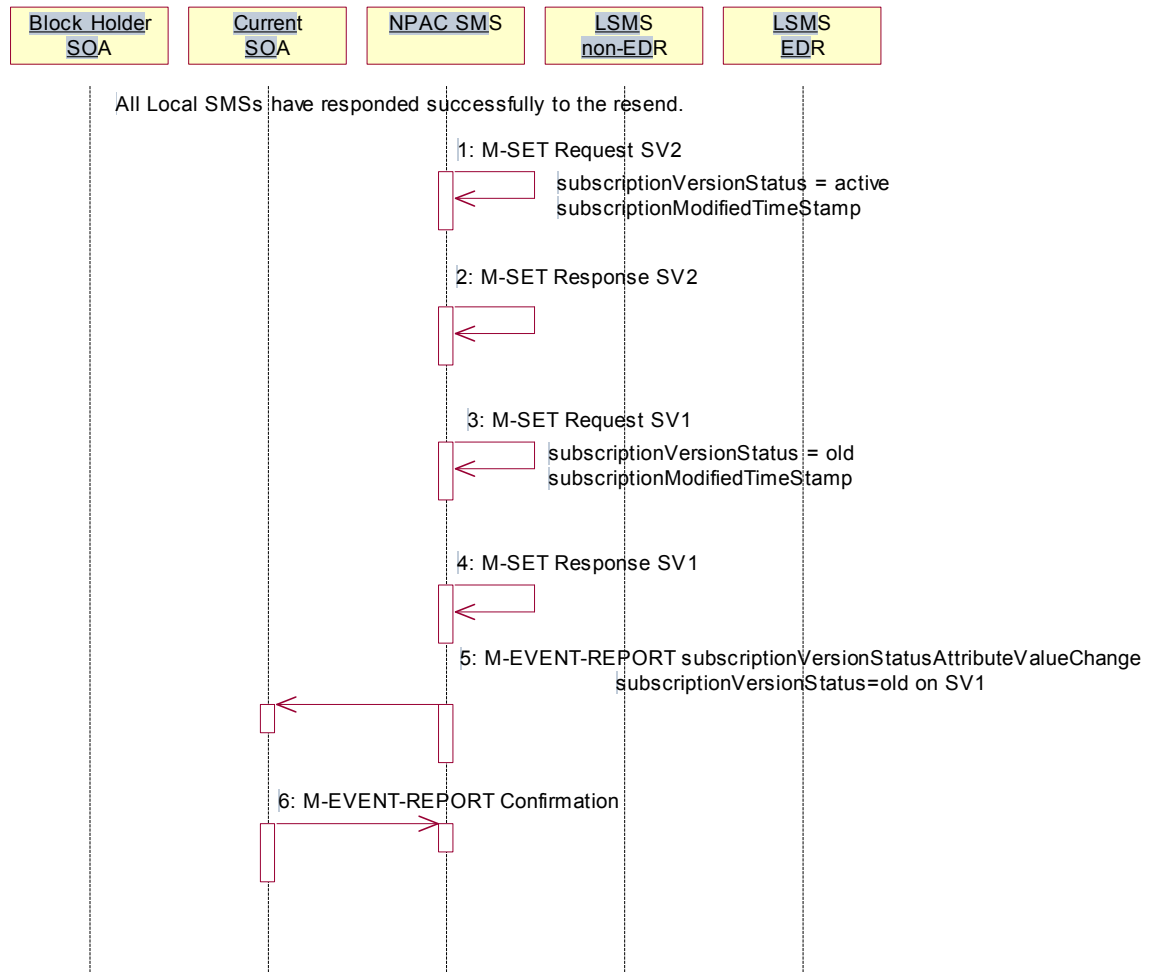 Block Holder
SOA
Current
SOA
NPAC SMS
LSMS
non-EDR
LSMS
EDR
All Local SMSs have responded successfully to the resend.
1: M-SET Request SV2
subscriptionVersionStatus = active
subscriptionModifiedTimeStamp
2: M-SET Response SV2
3: M-SET Request SV1
subscriptionVersionStatus = old
subscriptionModifiedTimeStamp
4: M-SET Response SV1
5: M-EVENT-REPORT subscriptionVersionStatusAttributeValueChange
subscriptionVersionStatus=old on SV1
6: M-EVENT-REPORT Confirmation